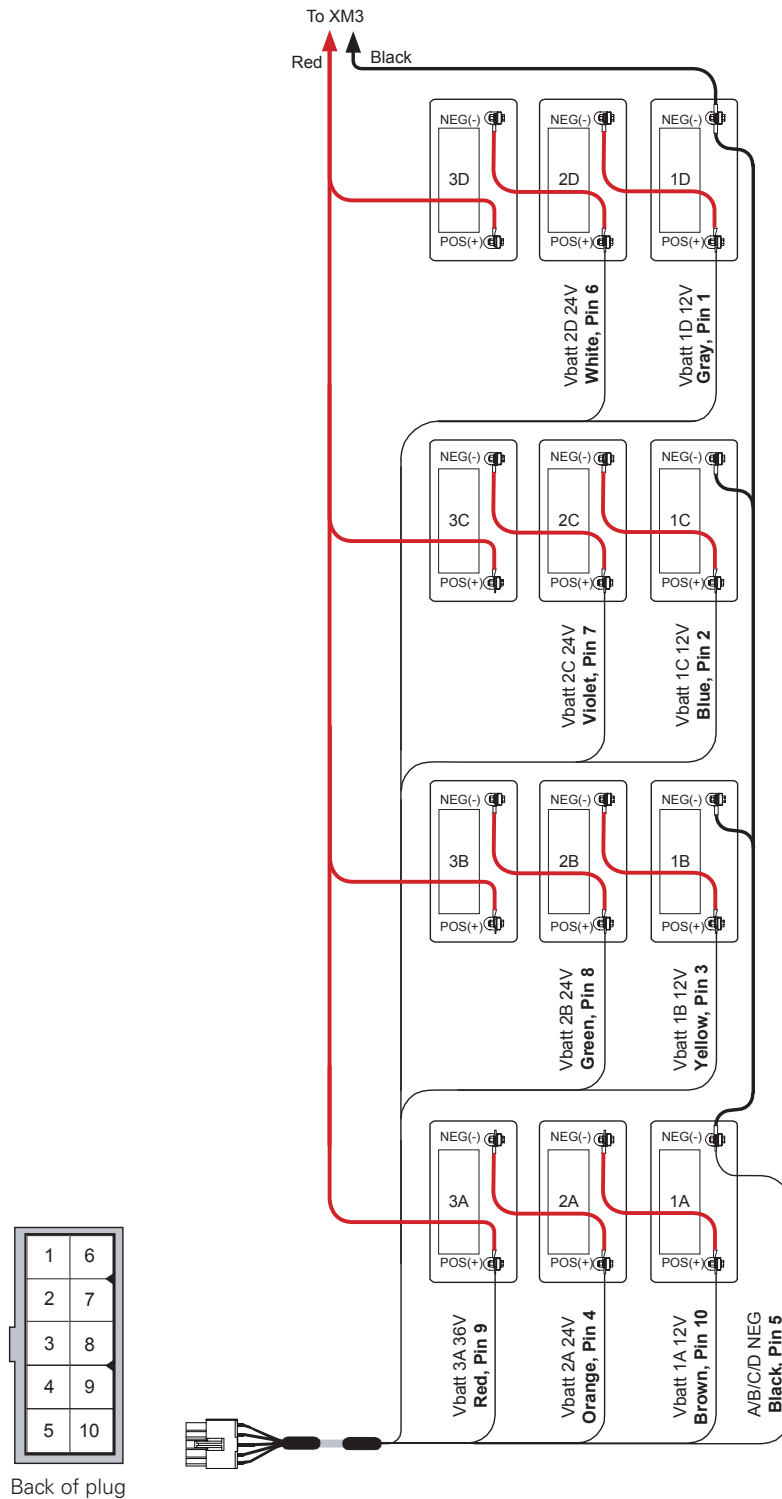 To XM3
Red
Black
NEG(-)
NEG(-)
NEG(-)
3D
2D
1D
POS(+)
POS(+)
POS(+)
Vbatt 2D 24V
White, Pin 6
Vbatt 1D 12V
Gray, Pin 1
NEG(-)
NEG(-)
NEG(-)
3C
2C
1C
POS(+)
POS(+)
POS(+)
Vbatt 2C 24V
Violet, Pin 7
Vbatt 1C 12V
Blue, Pin 2
NEG(-)
NEG(-)
NEG(-)
3B
2B
1B
POS(+)
POS(+)
POS(+)
Vbatt 2B 24V
Green, Pin 8
Vbatt 1B 12V
Yellow, Pin 3
NEG(-)
NEG(-)
NEG(-)
3A
2A
1A
POS(+)
POS(+)
POS(+)
Vbatt 3A 36V
Red, Pin 9
Vbatt 2A 24V
Orange, Pin 4
Vbatt 1A 12V
Brown, Pin 10
A/B/C/D NEG
Black, Pin 5
1 6
2 7
3 8
4 9
5 10
Back of plug